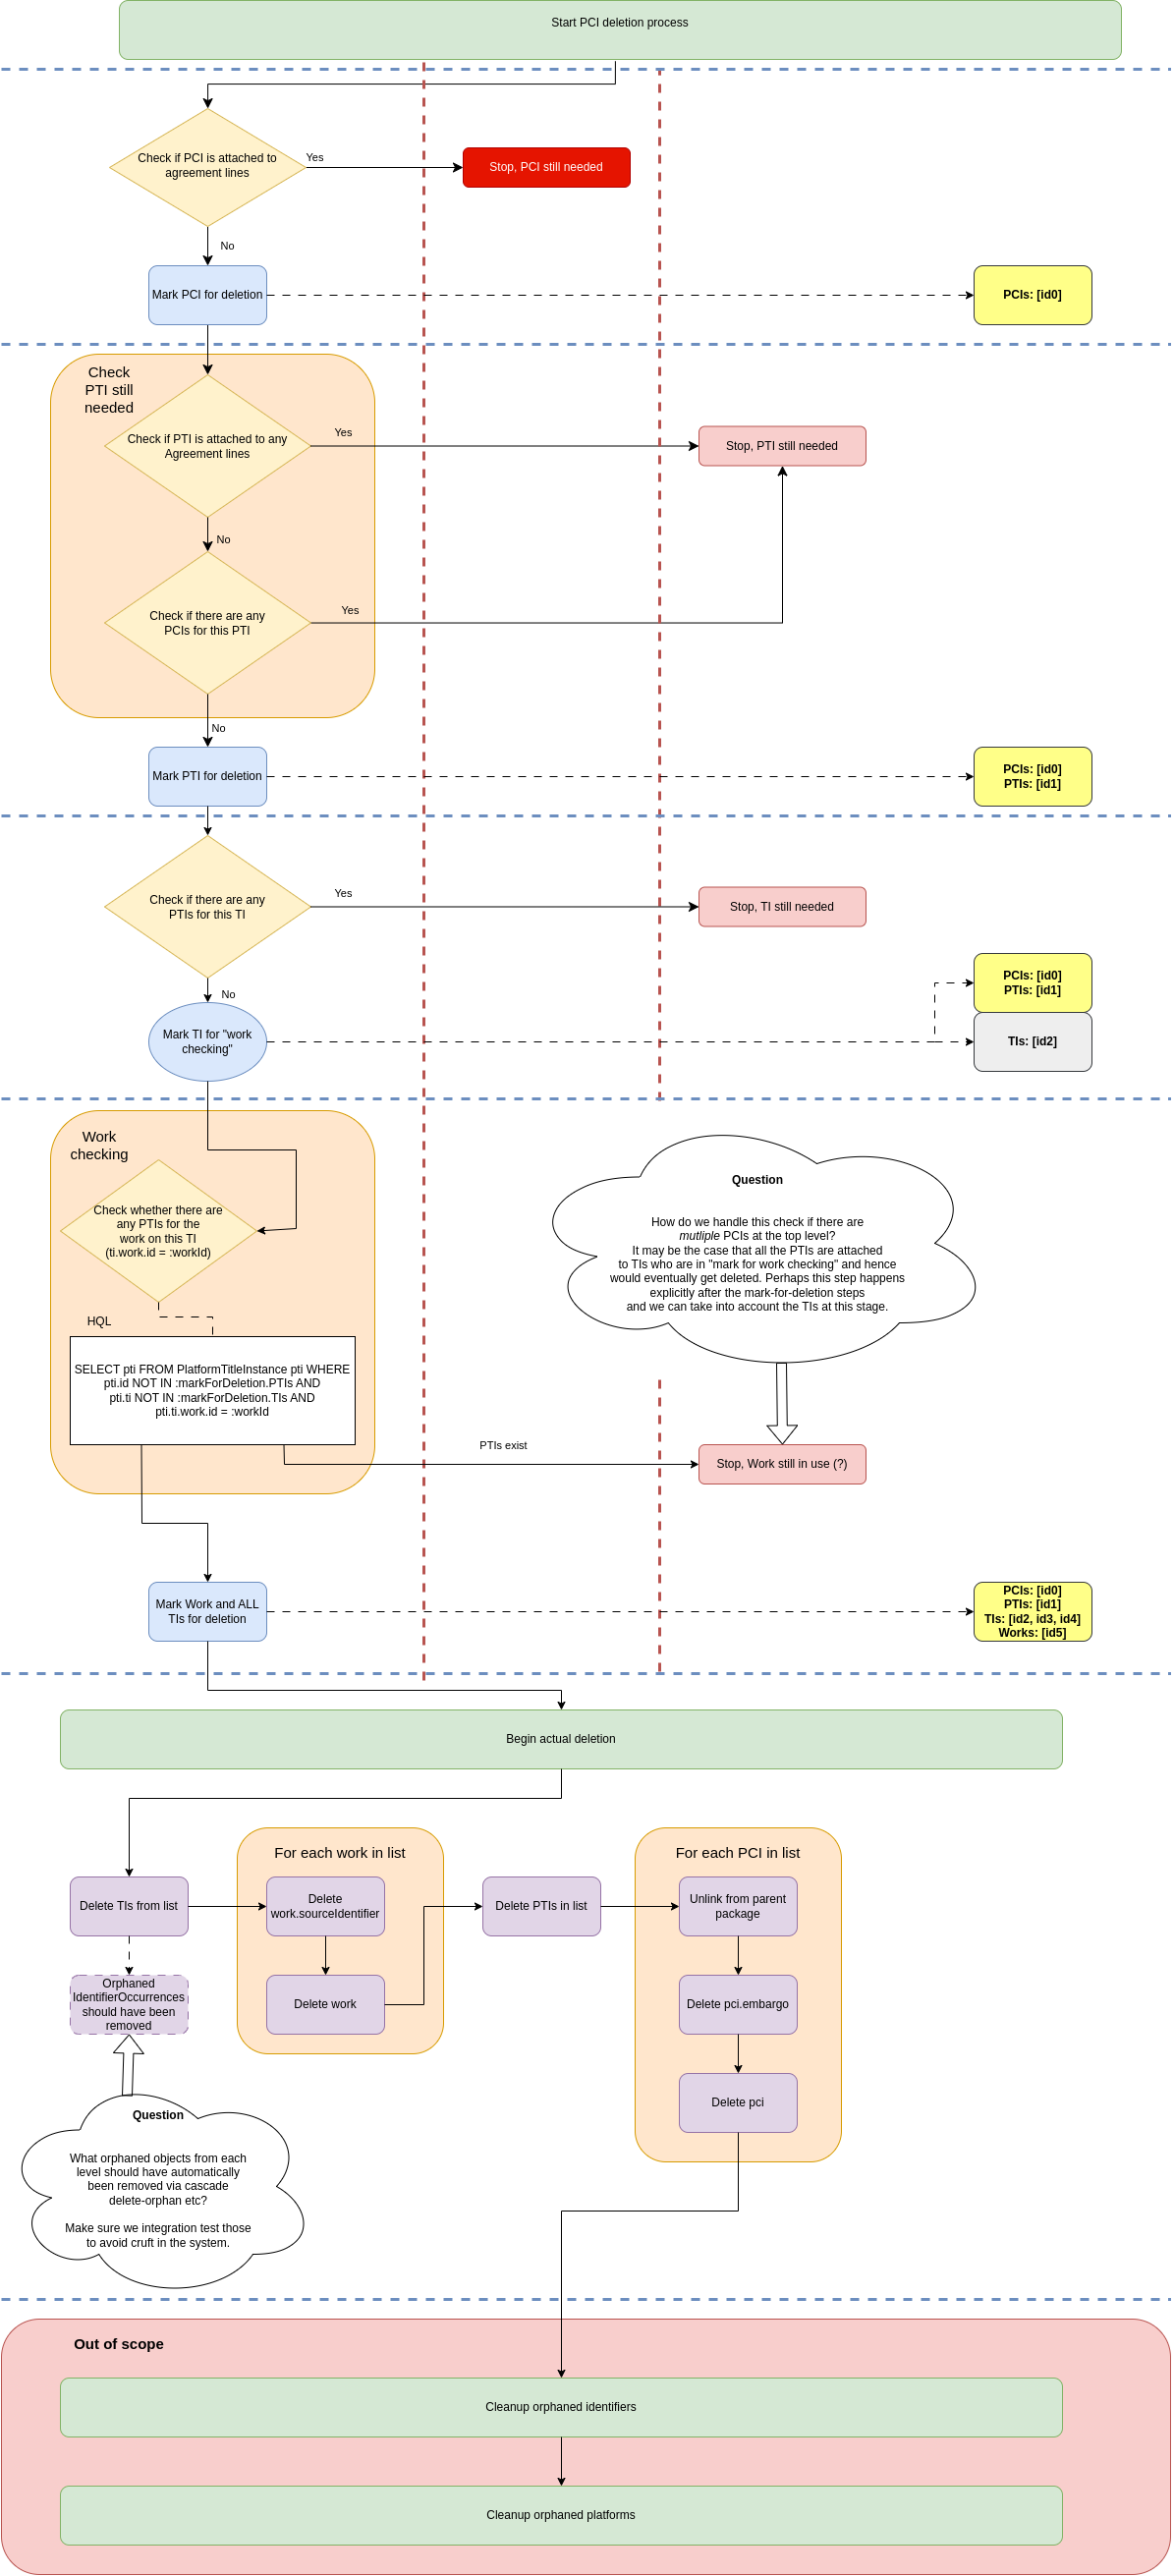 Start PCI deletion process
Check if PCI is attached to
agreement lines
Yes
Stop, PCI still needed
No
Mark PCI for deletion
PCIs: [id0]
Check
PTI still
needed
Check if PTI is attached to any
Agreement lines
Yes
Stop, PTI still needed
No
Check if there are any
PCIs for this PTI
Yes
No
Mark PTI for deletion
PCIs: [id0]
PTIs: [id1]
Check if there are any
PTIs for this TI
Yes
Stop, TI still needed
No
Mark TI for "work
checking"
PCIs: [id0]
PTIs: [id1]
TIs: [id2]
Work
checking
Check whether there are
any PTIs for the
work on this TI
(ti.work.id = :workId)
Question
How do we handle this check if there are
mutliple PCIs at the top level?
It may be the case that all the PTIs are attached
to TIs who are in "mark for work checking" and hence
would eventually get deleted. Perhaps this step happens
explicitly after the mark-for-deletion steps
and we can take into account the TIs at this stage.
HQL
SELECT pti FROM PlatformTitleInstance pti WHERE
pti.id NOT IN :markForDeletion.PTIs AND
pti.ti NOT IN :markForDeletion.TIs AND
pti.ti.work.id = :workId
PTIs exist
Stop, Work still in use (?)
Mark Work and ALL
TIs for deletion
PCIs: [id0]
PTIs: [id1]
TIs: [id2, id3, id4]
Works: [id5]
Begin actual deletion
For each work in list
For each PCI in list
Delete TIs from list
Delete
work.sourceIdentifier
Delete PTIs in list
Unlink from parent
package
Orphaned
IdentifierOccurrences
should have been
removed
Delete work
Delete pci.embargo
Delete pci
Question
What orphaned objects from each
level should have automatically
been removed via cascade
delete-orphan etc?
Make sure we integration test those
to avoid cruft in the system.
Out of scope
Cleanup orphaned identifiers
Cleanup orphaned platforms